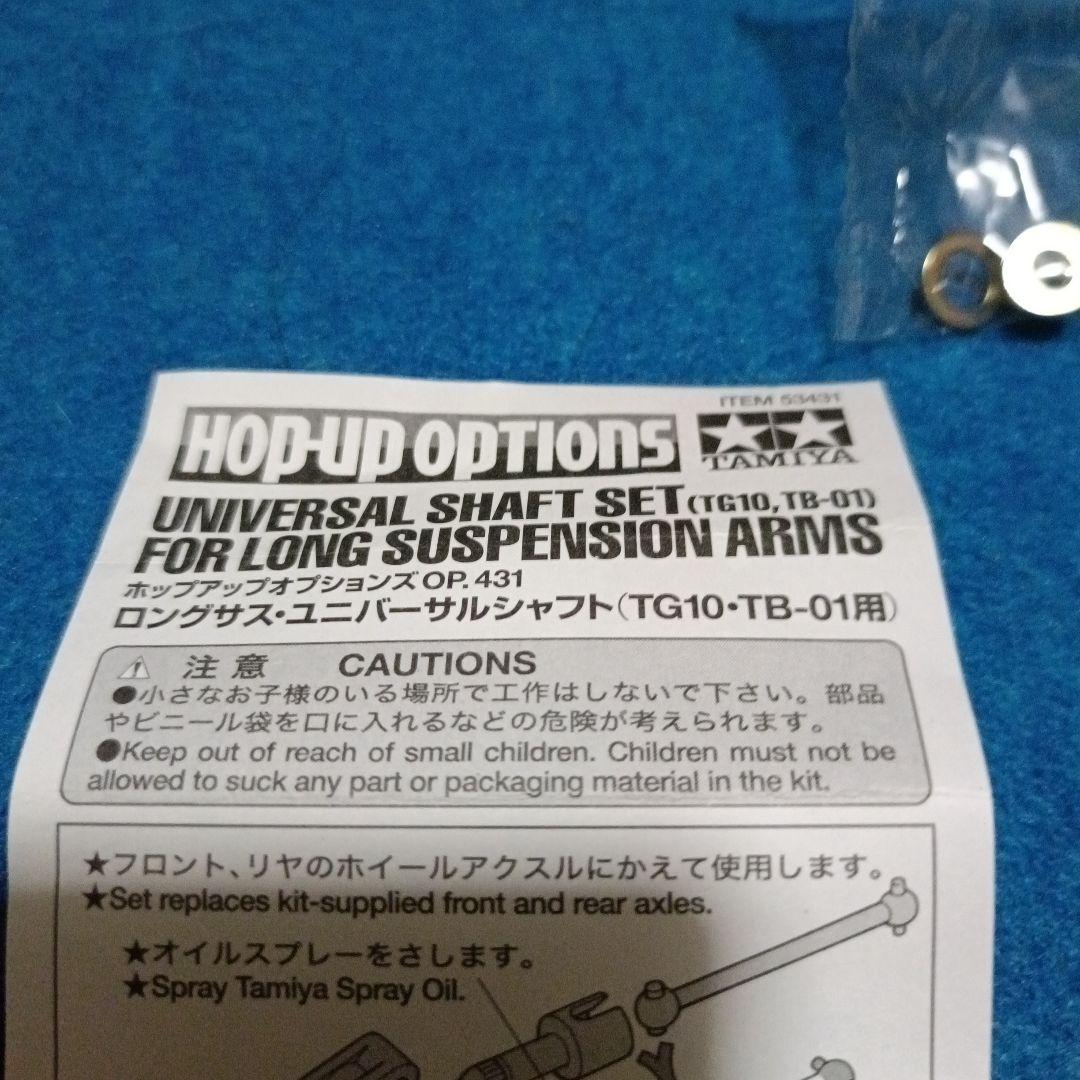 ITEM 53431
HOP-UP OPTIONS
TAMIYA
UNIVERSAL SHAFT SET (TG10, TB-01)
FOR LONG SUSPENSION ARMS
ホップアップオプションズOP.431
ロングサス・ユニバーサルシャフト(TG10・TB-01用)
注意 CAUTIONS
●小さなお子様のいる場所で工作はしないで下さい。部品
やビニール袋を口に入れるなどの危険が考えられます。
●Keep out of reach of small children. Children must not be
allowed to suck any part or packaging material in the kit.
★フロント、リヤのホイールアクスルにかえて使用します。
★Set replaces kit-supplied front and rear axles.
★オイルスプレーをさします。
★Spray Tamiya Spray Oil.